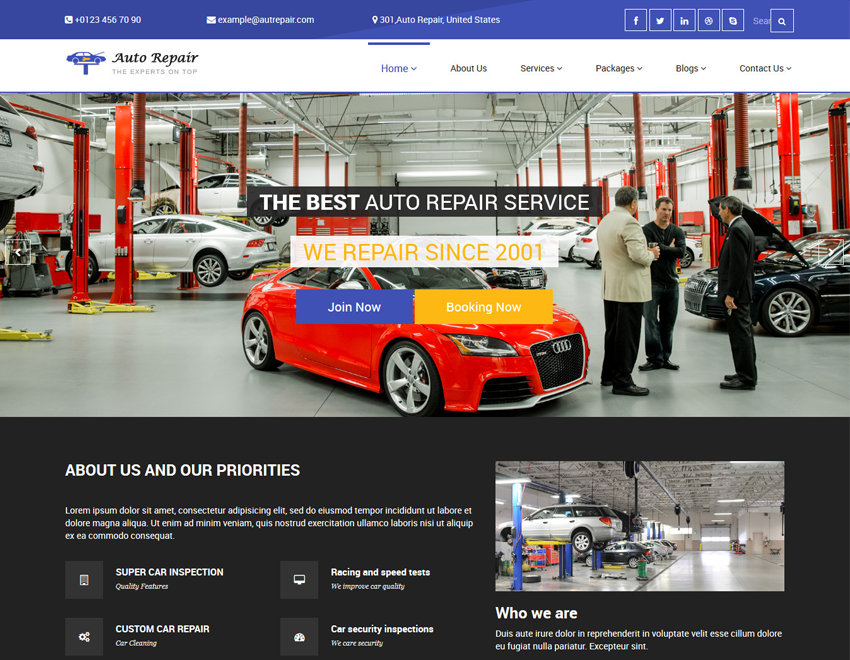 +0123 456 70 90
example@autrepair.com
301,Auto Repair, United States
Sear
Auto Repair
THE EXPERTS ON TOP
Home
About Us
Services
Packages
Blogs
Contact Us
THE BEST AUTO REPAIR SERVICE
WE REPAIR SINCE 2001
Join Now
Booking Now
ABOUT US AND OUR PRIORITIES
Lorem ipsum dolor sit amet, consectetur adipisicing elit, sed do eiusmod tempor incididunt ut labore et
dolore magna aliqua. Ut enim ad minim veniam, quis nostrud exercitation ullamco laboris nisi ut aliquip
ex ea commodo consequat.
SUPER CAR INSPECTION
Quality Features
Racing and speed tests
We improve car quality
CUSTOM CAR REPAIR
Car Cleaning
Car security inspections
We care security
Who we are
Duis aute irure dolor in reprehenderit in voluptate velit esse cillum dolore
eu fugiat nulla pariatur. Excepteur sint.